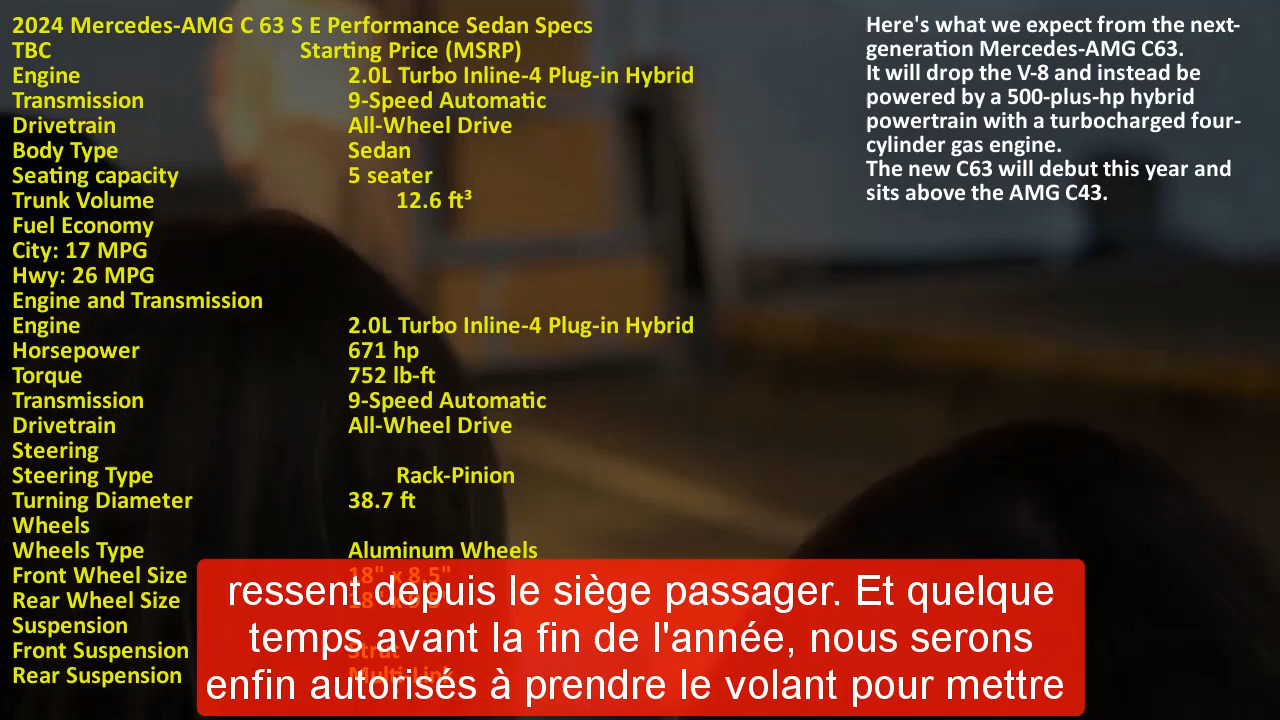 2024 Mercedes-AMG C 63 S E Performance Sedan Specs
TBC Starting Price (MSRP)
Engine 2.0L Turbo Inline-4 Plug-in Hybrid
Transmission 9-Speed Automatic
Drivetrain All-Wheel Drive
Body Type Sedan
Seating capacity 5 seater
Trunk Volume 12.6 ft³
Fuel Economy
City: 17 MPG
Hwy: 26 MPG
Engine and Transmission
Engine 2.0L Turbo Inline-4 Plug-in Hybrid
Horsepower 671 hp
Torque 752 lb-ft
Transmission 9-Speed Automatic
Drivetrain All-Wheel Drive
Steering
Steering Type Rack-Pinion
Turning Diameter 38.7 ft
Wheels
Wheels Type Aluminum Wheels
Front Wheel Size 18" x 8.5"
Rear Wheel Size
Suspension
Front Suspension Strut
Rear Suspension Multi-Link
Here's what we expect from the next-
generation Mercedes-AMG C63.
It will drop the V-8 and instead be
powered by a 500-plus-hp hybrid
powertrain with a turbocharged four-
cylinder gas engine.
The new C63 will debut this year and
sits above the AMG C43.
ressent depuis le siège passager. Et quelque
temps avant la fin de l'année, nous serons
enfin autorisés à prendre le volant pour mettre